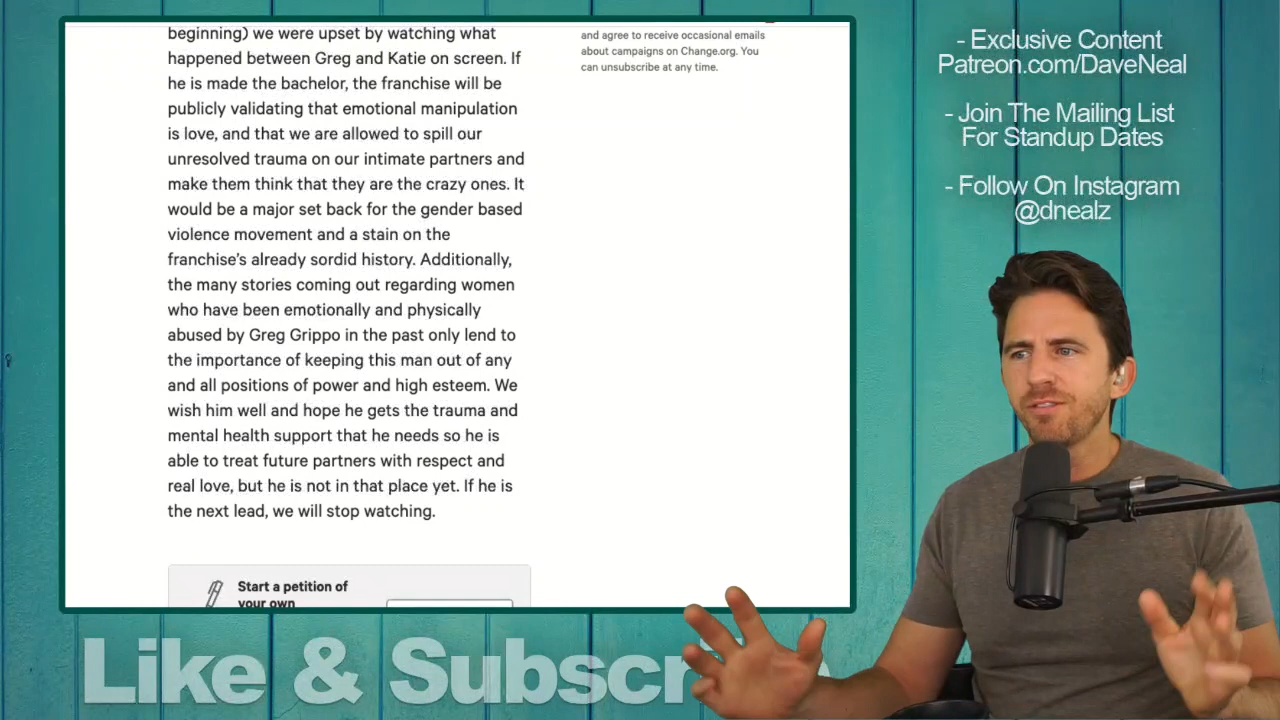 beginning) we were upset by watching what
happened between Greg and Katie on screen. If
he is made the bachelor, the franchise will be
publicly validating that emotional manipulation
is love, and that we are allowed to spill our
unresolved trauma on our intimate partners and
make them think that they are the crazy ones. It
would be a major set back for the gender based
violence movement and a stain on the
franchise's already sordid history. Additionally,
the many stories coming out regarding women
who have been emotionally and physically
abused by Greg Grippo in the past only lend to
the importance of keeping this man out of any
and all positions of power and high esteem. We
wish him well and hope he gets the trauma and
mental health support that he needs so he is
able to treat future partners with respect and
real love, but he is not in that place yet. If he is
the next lead, we will stop watching.
Start a petition of
your own
and agree to receive occasional emails
about campaigns on Change.org. You
can unsubscribe at any time.
- Exclusive Content
Patreon.com/DaveNeal
- Join The Mailing List
For Standup Dates
- Follow On Instagram
@dnealz
Like & Subscr